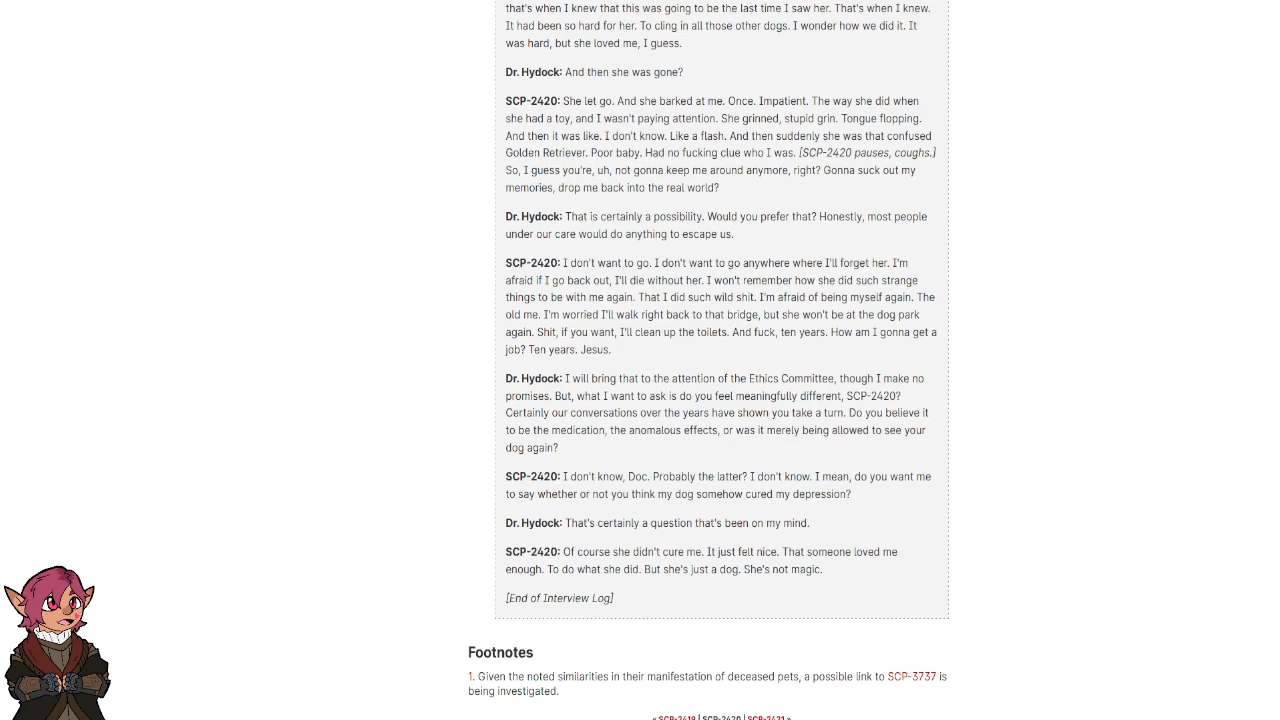 that's when I knew that this was going to be the last time I saw her. That's when I knew.
It had been so hard for her. To cling in all those other dogs. I wonder how we did it. It
was hard, but she loved me, I guess.
Dr. Hydock: And then she was gone?
SCP-2420: She let go. And she barked at me. Once. Impatient. The way she did when
she had a toy, and I wasn't paying attention. She grinned, stupid grin. Tongue flopping.
And then it was like. I don't know. Like a flash. And then suddenly she was that confused
Golden Retriever. Poor baby. Had no fucking clue who I was. [SCP-2420 pauses, coughs.]
So, I guess you're, uh, not gonna keep me around anymore, right? Gonna suck out my
memories, drop me back into the real world?
Dr. Hydock: That is certainly a possibility. Would you prefer that? Honestly, most people
under our care would do anything to escape us.
SCP-2420: I don't want to go. I don't want to go anywhere where I'll forget her. I'm
afraid if I go back out, I'll die without her. I won't remember how she did such strange
things to be with me again. That I did such wild shit. I'm afraid of being myself again. The
old me. I'm worried I'll walk right back to that bridge, but she won't be at the dog park
again. Shit, if you want, I'll clean up the toilets. And fuck, ten years. How am I gonna get a
job? Ten years. Jesus.
Dr. Hydock: I will bring that to the attention of the Ethics Committee, though I make no
promises. But, what I want to ask is do you feel meaningfully different, SCP-2420?
Certainly our conversations over the years have shown you take a turn. Do you believe it
to be the medication, the anomalous effects, or was it merely being allowed to see your
dog again?
SCP-2420: I don't know, Doc. Probably the latter? I don't know. I mean, do you want me
to say whether or not you think my dog somehow cured my depression?
Dr. Hydock: That's certainly a question that's been on my mind.
SCP-2420: Of course she didn't cure me. It just felt nice. That someone loved me
enough. To do what she did. But she's just a dog. She's not magic.
[End of Interview Log]
Footnotes
1. Given the noted similarities in their manifestation of deceased pets, a possible link to SCP-3737 is
being investigated.
« SCP-2419 | SCP-2420 | SCP-2421 »